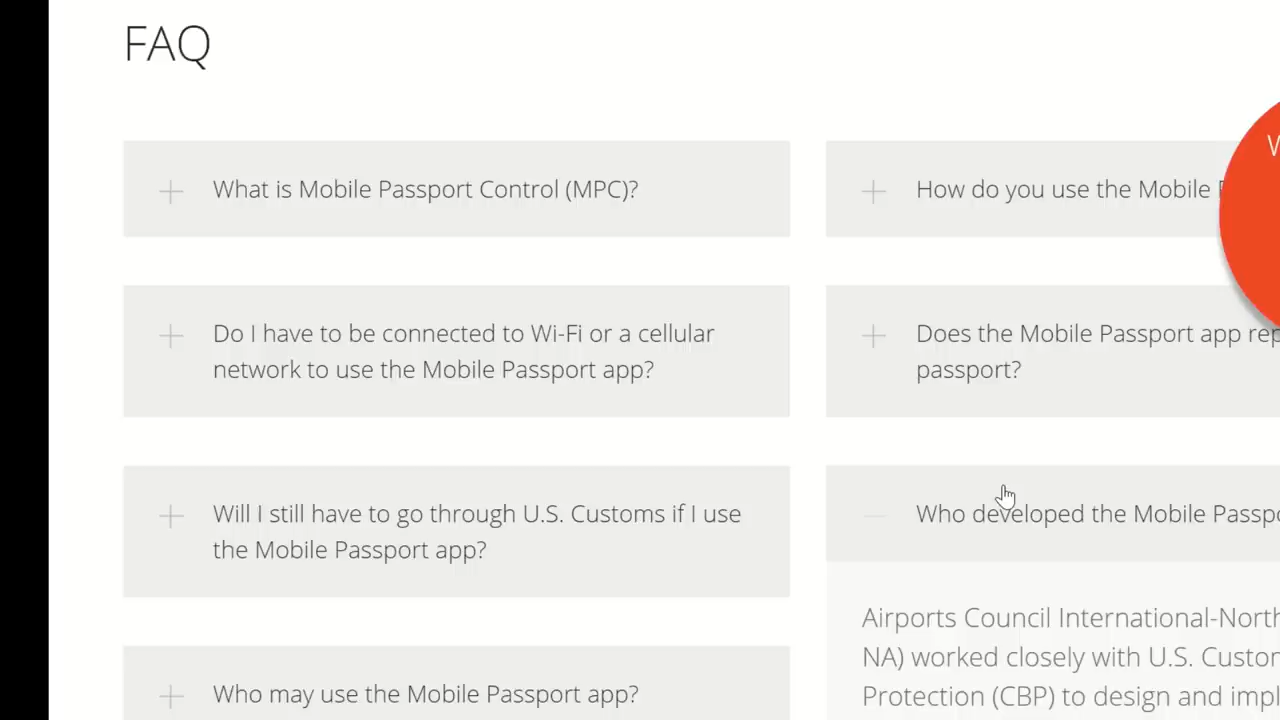 FAQ
What is Mobile Passport Control (MPC)?
How do you use the Mobile
Do I have to be connected to Wi-Fi or a cellular
network to use the Mobile Passport app?
Does the Mobile Passport app
passport?
Will I still have to go through U.S. Customs if I use
the Mobile Passport app?
Who developed the Mobile
Airports Council
NA) worked closely with U.S.
Protection (CBP) to design and
Who may use the Mobile Passport app?